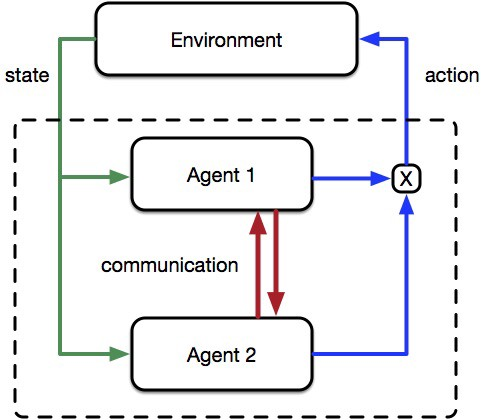 Environment
state
action
Agent 1
X
communication
Agent 2